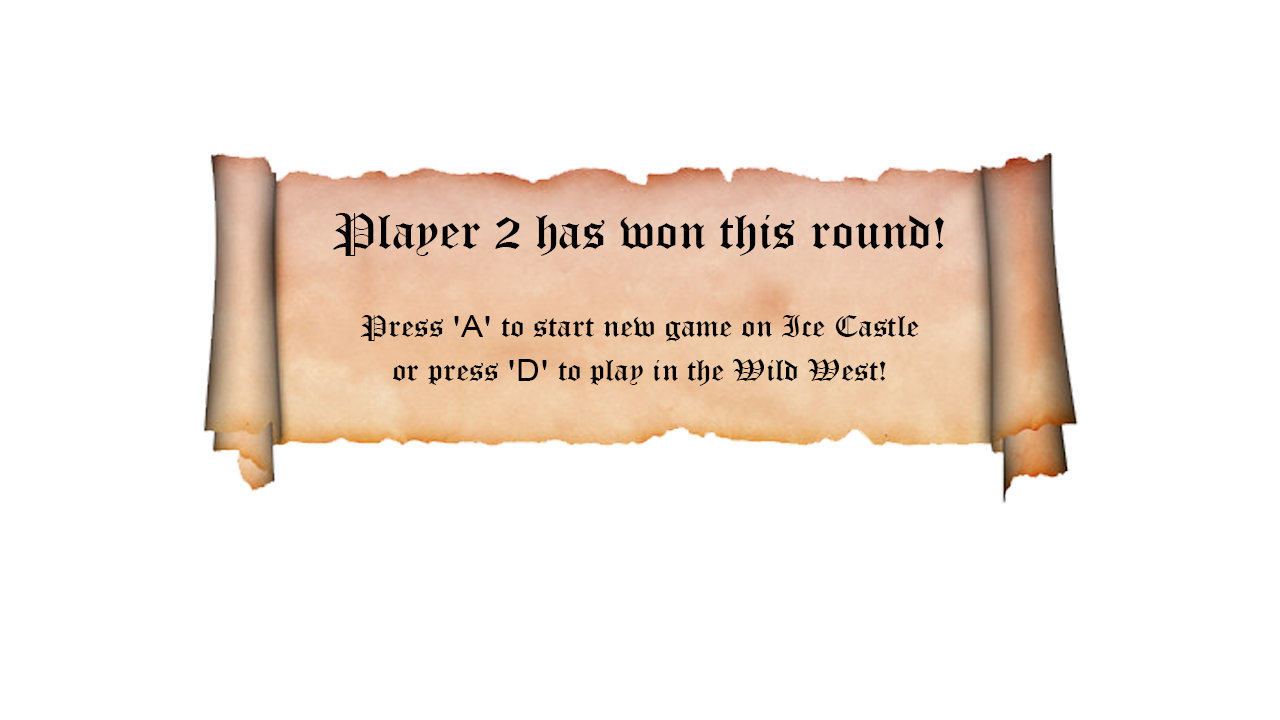 Player 2 has won this round!
Press 'A' to start new game on Ice Castle
or press 'D' to play in the Wild West!